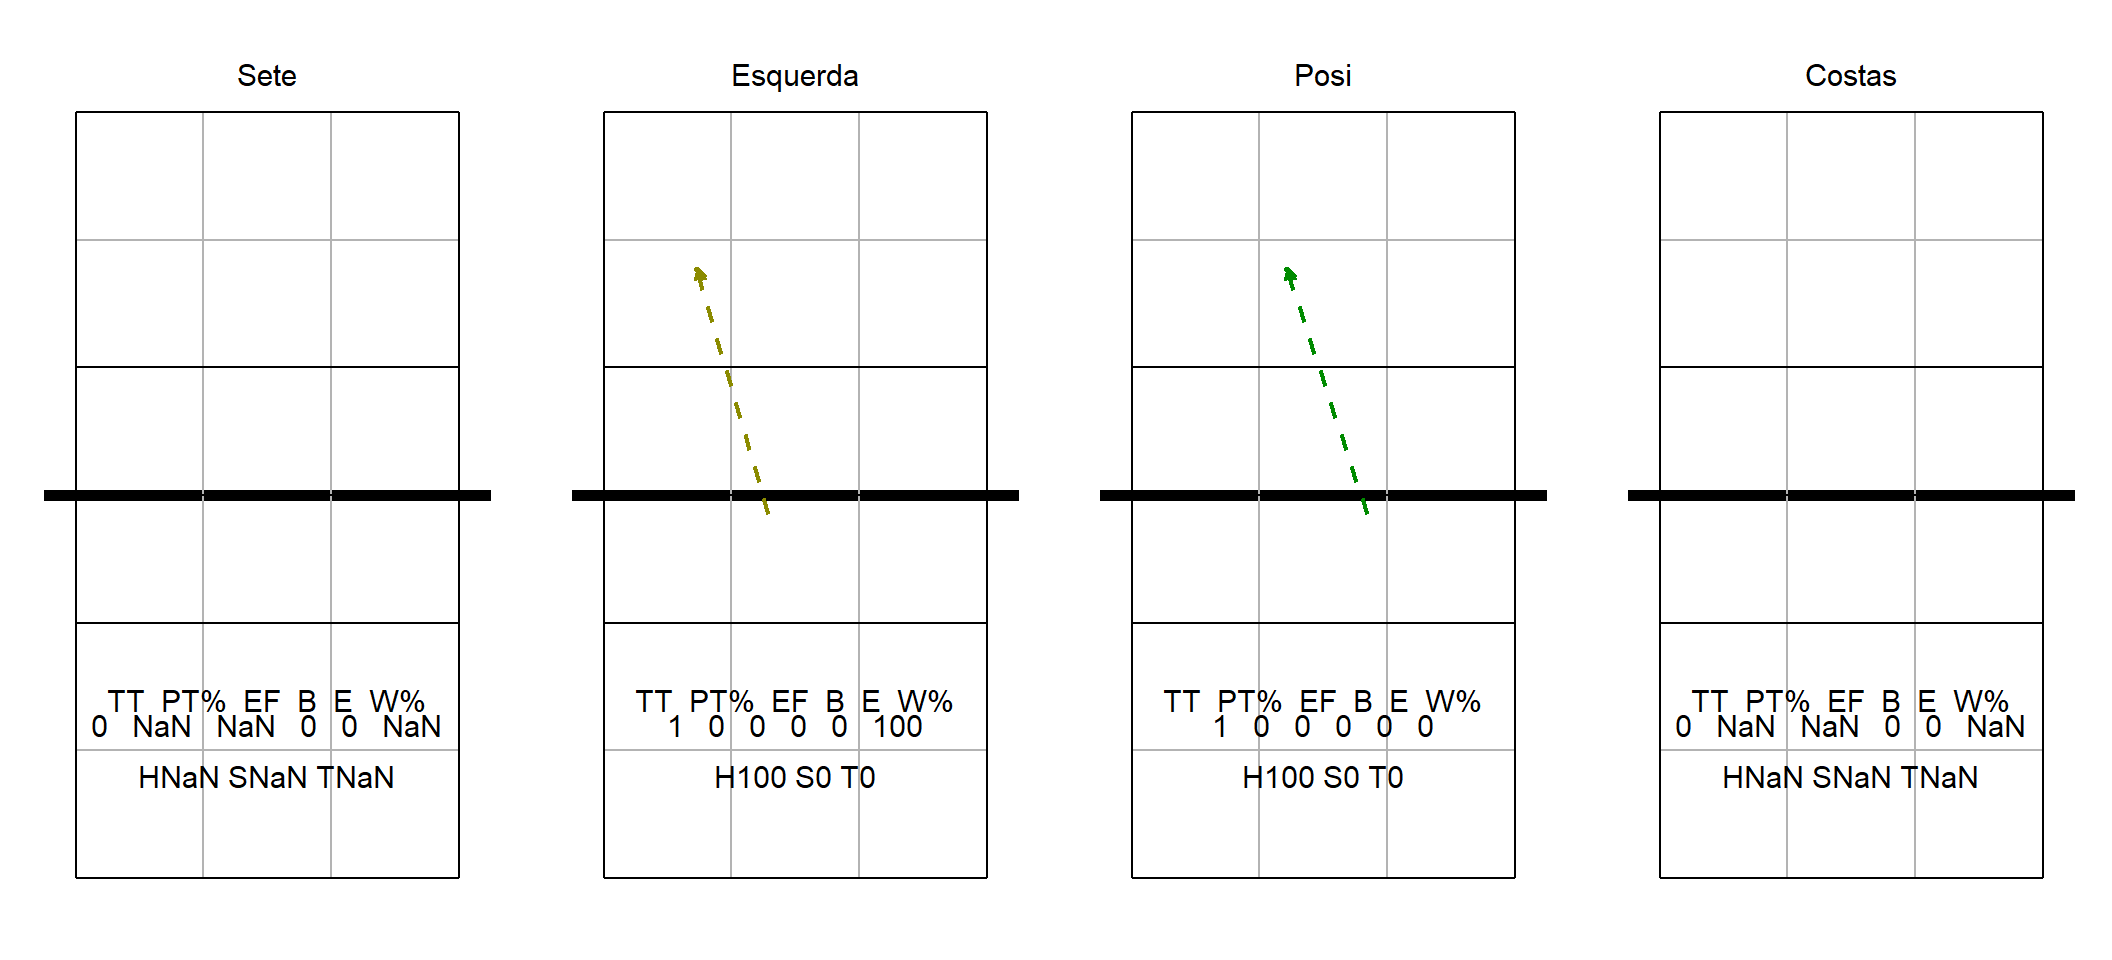 Sete
TT PT% EF B E W%
0 NaN NaN 0 0 NaN
HNaN SNaN TNaN
Esquerda
TT PT% EF B E W%
1 0 0 0 0 100
H100 S0 T0
Posi
TT PT% EF B E W%
1 0 0 0 0 0
H100 S0 T0
Costas
TT PT% EF B E W%
0 NaN NaN 0 0 NaN
HNaN SNaN TNaN